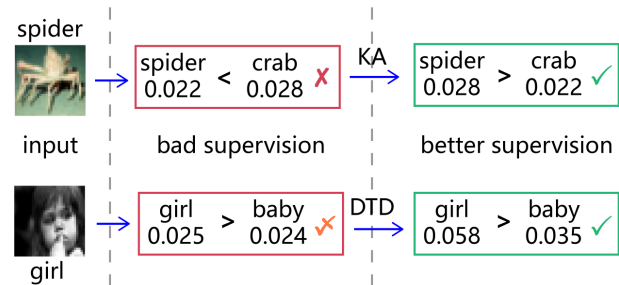 spider
spider < crab
0.022 0.028 ✗
KA
spider > crab
0.028 0.022 ✓
input
bad supervision
better supervision
girl > baby
0.025 0.024 ✗
DTD
girl > baby
0.058 0.035 ✓
girl